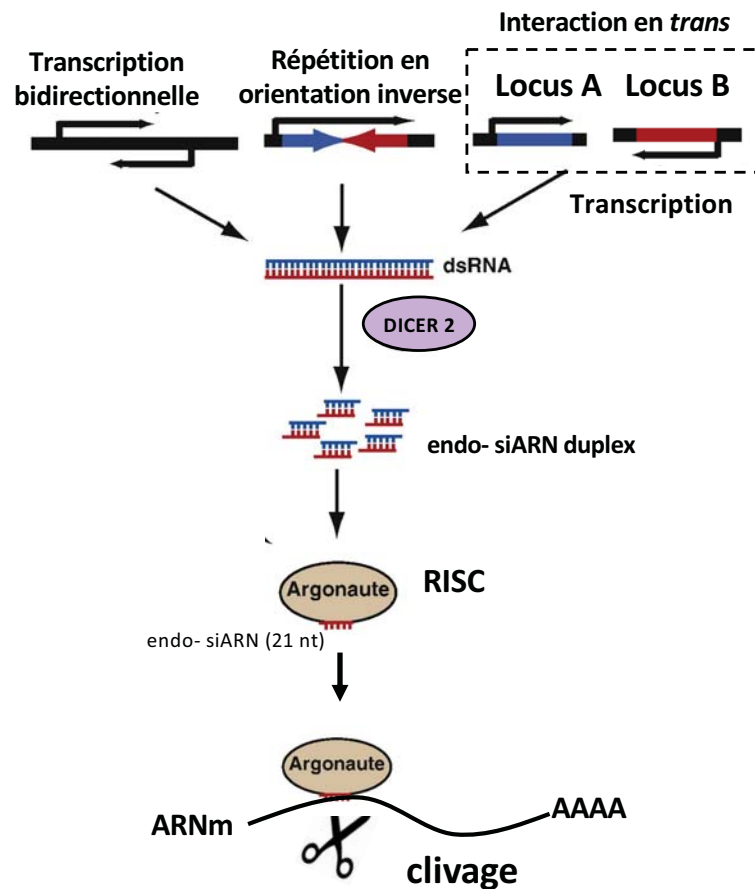 Interaction en trans
Transcription
bidirectionnelle
Répétition en
orientation inverse
Locus A
Locus B
Transcription
dsRNA
DICER 2
endo- siARN duplex
Argonaute
RISC
endo- siARN (21 nt)
Argonaute
ARNm
AAAA
clivage